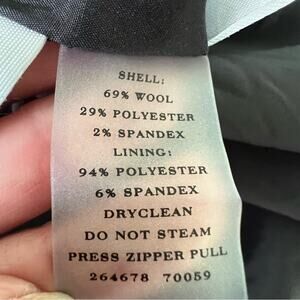 SHELL:
69% WOOL
29% POLYESTER
2% SPANDEX
LINING:
94% POLYESTER
6% SPANDEX
DRYCLEAN
DO NOT STEAM
PRESS ZIPPER PULL
264678 70059